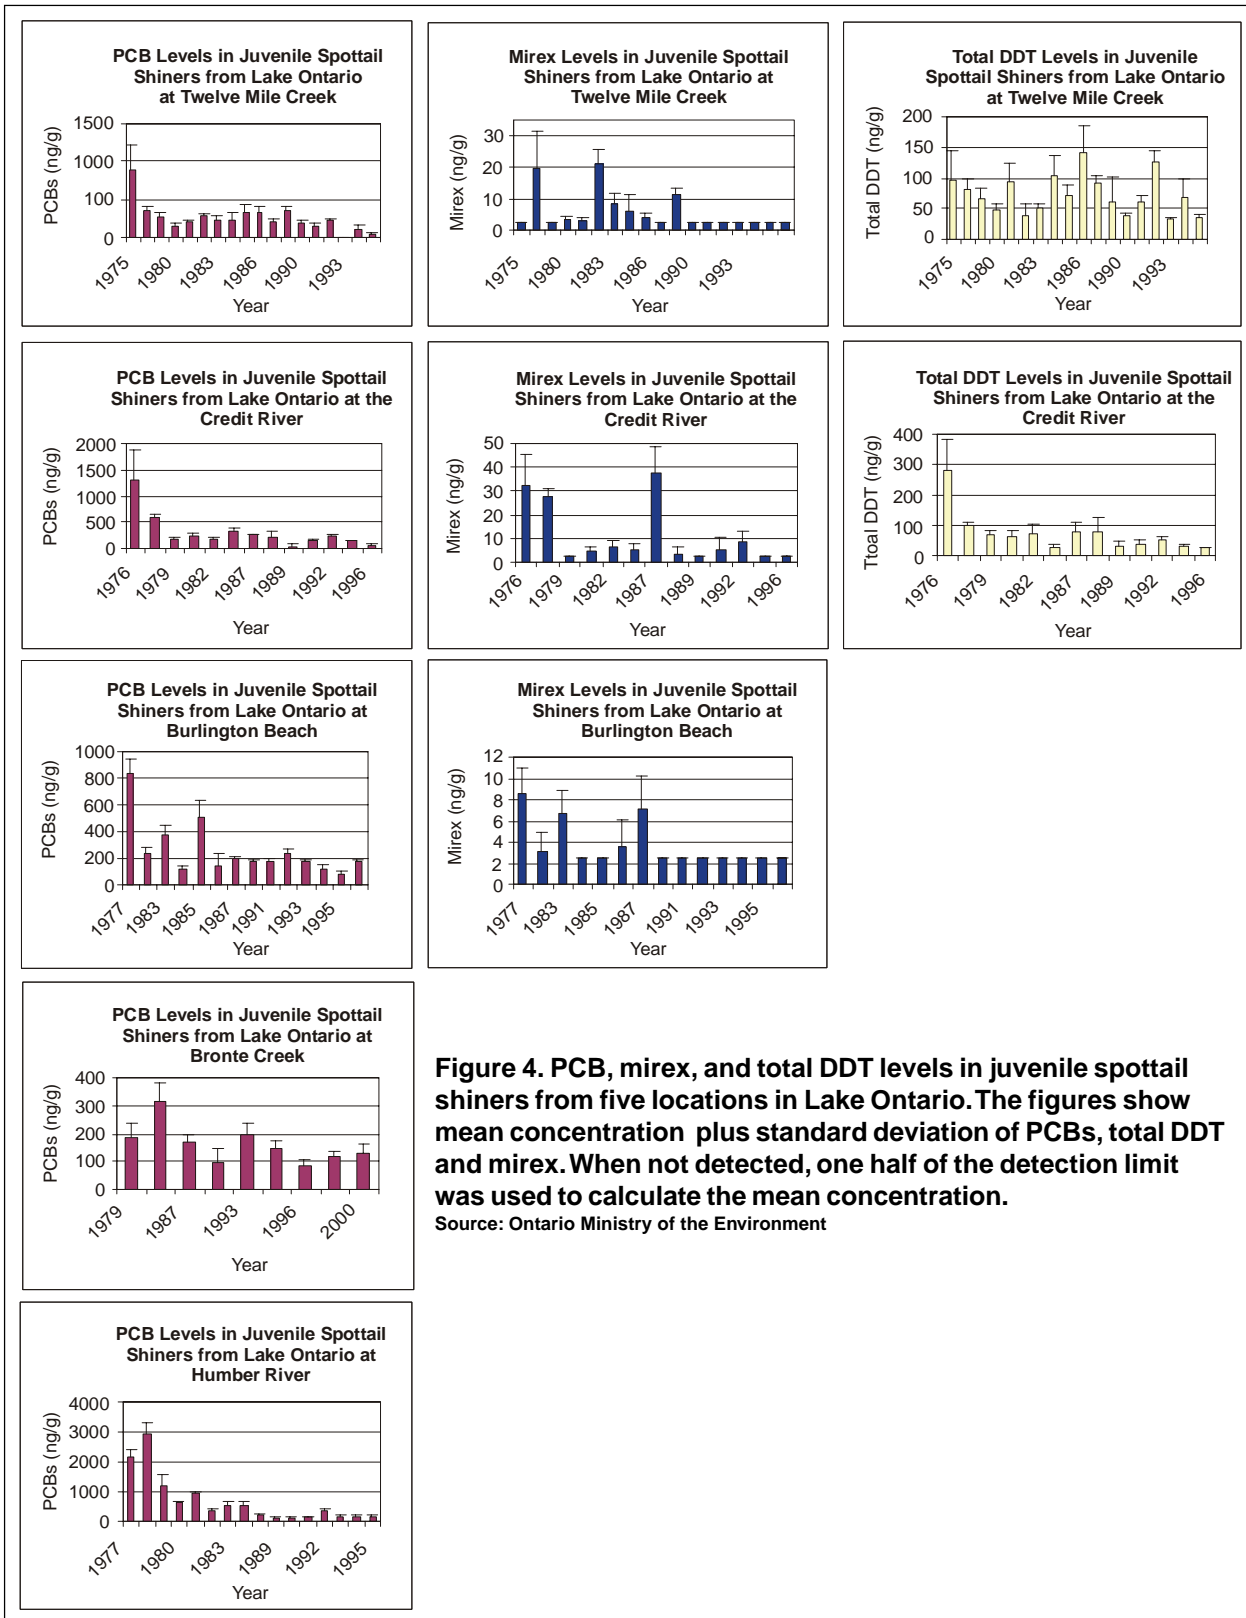 PCB Levels in Juvenile Spottail
Shiners from Lake Ontario
at Twelve Mile Creek
PCBs (ng/g)
1500
1000
100
0
1975
1980
1983
1986
1990
1993
Year
Mirex Levels in Juvenile Spottail
Shiners from Lake Ontario at
Twelve Mile Creek
Mirex (ng/g)
30
20
10
0
1975
1980
1983
1986
1990
1993
Year
Total DDT Levels in Juvenile
Spottail Shiners from Lake Ontario
at Twelve Mile Creek
Total DDT (ng/g)
200
150
100
50
0
1975
1980
1983
1986
1990
1993
Year
PCB Levels in Juvenile Spottail
Shiners from Lake Ontario at the
Credit River
PCBs (ng/g)
2000
1500
1000
500
0
1976
1979
1982
1987
1989
1992
1996
Year
Mirex Levels in Juvenile Spottail
Shiners from Lake Ontario at the
Credit River
Mirex (ng/g)
50
40
30
20
10
0
1976
1979
1982
1987
1989
1992
1996
Year
Total DDT Levels in Juvenile Spottail
Shiners from Lake Ontario at the
Credit River
Ttoal DDT (ng/g)
400
300
200
100
0
1976
1979
1982
1987
1989
1992
1996
Year
PCB Levels in Juvenile Spottail
Shiners from Lake Ontario at
Burlington Beach
PCBs (ng/g)
1000
800
600
400
200
0
1977
1983
1985
1987
1991
1993
1995
Year
Mirex Levels in Juvenile Spottail
Shiners from Lake Ontario at
Burlington Beach
Mirex (ng/g)
12
10
8
6
4
2
0
1977
1983
1985
1987
1991
1993
1995
Year
PCB Levels in Juvenile Spottail
Shiners from Lake Ontario at
Bronte Creek
PCBs (ng/g)
400
300
200
100
0
1979
1987
1993
1996
2000
Year
Figure 4. PCB, mirex, and total DDT levels in juvenile spottail
shiners from five locations in Lake Ontario. The figures show
mean concentration plus standard deviation of PCBs, total DDT
and mirex. When not detected, one half of the detection limit
was used to calculate the mean concentration.
Source: Ontario Ministry of the Environment
PCB Levels in Juvenile Spottail
Shiners from Lake Ontario at
Humber River
PCBs (ng/g)
4000
3000
2000
1000
0
1977
1980
1983
1989
1992
1995
Year